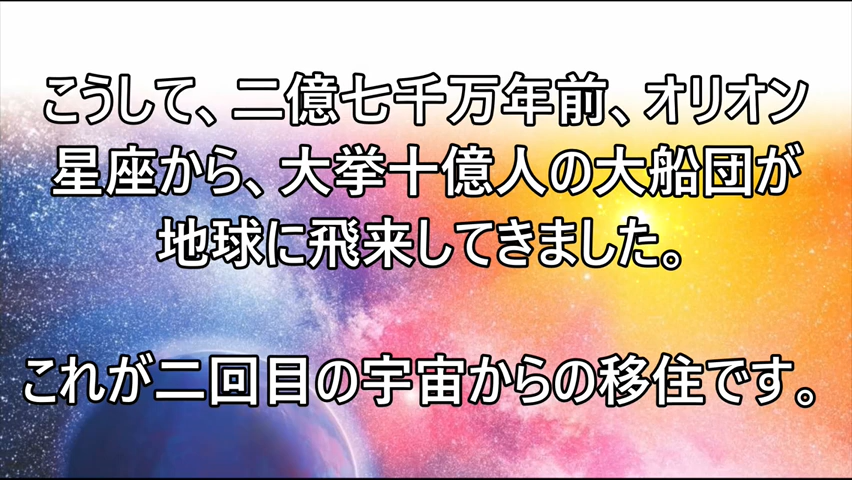 こうして、二億七千万年前、オリオン
星座から、大挙十億人の大船団が
地球に飛来してきました。
これが二回目の宇宙からの移住です。